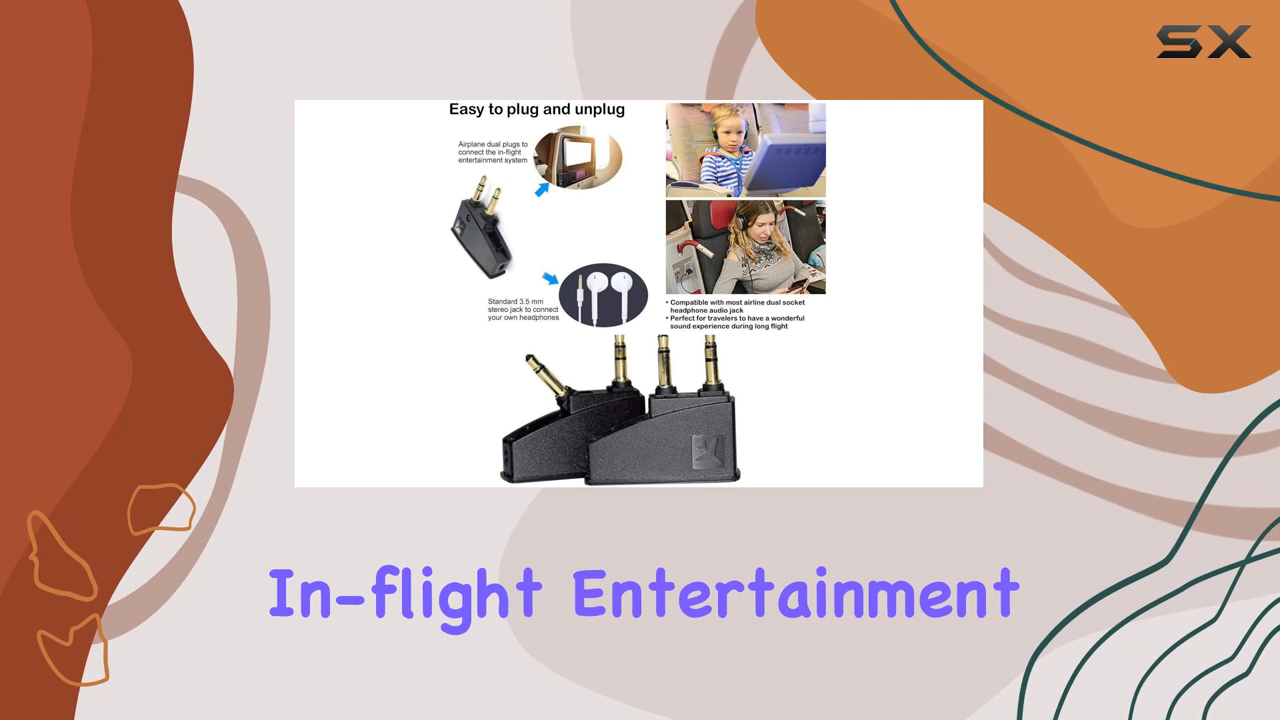 SX
Easy to plug and unplug
Airplane dual plugs to
connect the in-flight
entertainment system
Standard 3.5 mm
stereo jack to connect
your own headphones
• Compatible with most airline dual socket
headphone audio jack
• Perfect for travelers to have a wonderful
sound experience during long flight
In-flight Entertainment